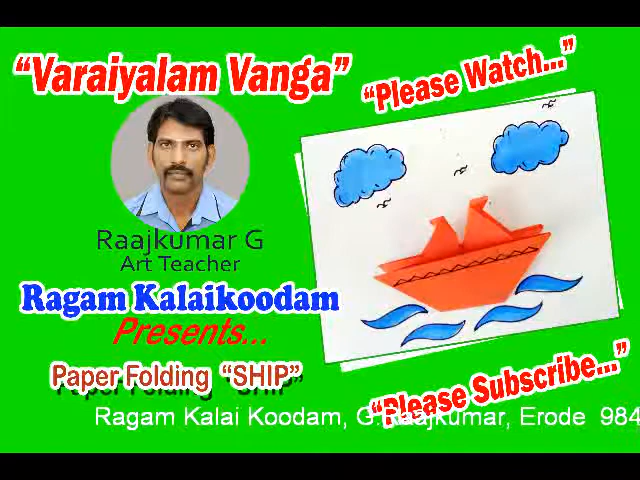 “Varaiyalam Vanga”
“Please Watch...”
Raajkumar G
Art Teacher
Ragam Kalaikoodam
Presents...
Paper Folding “SHIP”
“Please Subscribe...”
Ragam Kalai Koodam, G.Raajkumar, Erode 984